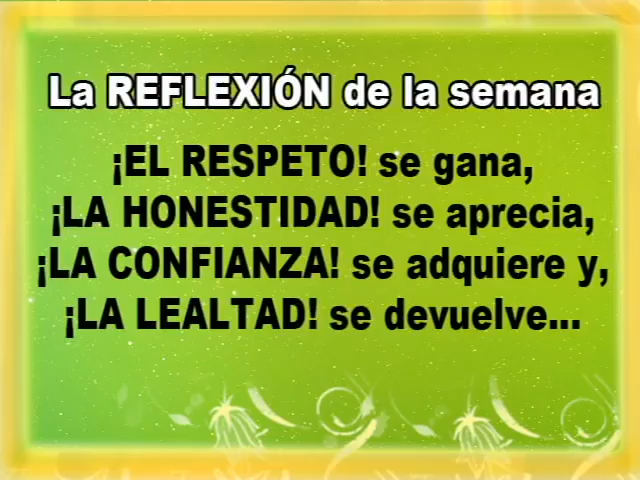 La REFLEXIÓN de la semana
¡EL RESPETO! se gana,
¡LA HONESTIDAD! se aprecia,
¡LA CONFIANZA! se adquiere y,
¡LA LEALTAD! se devuelve...